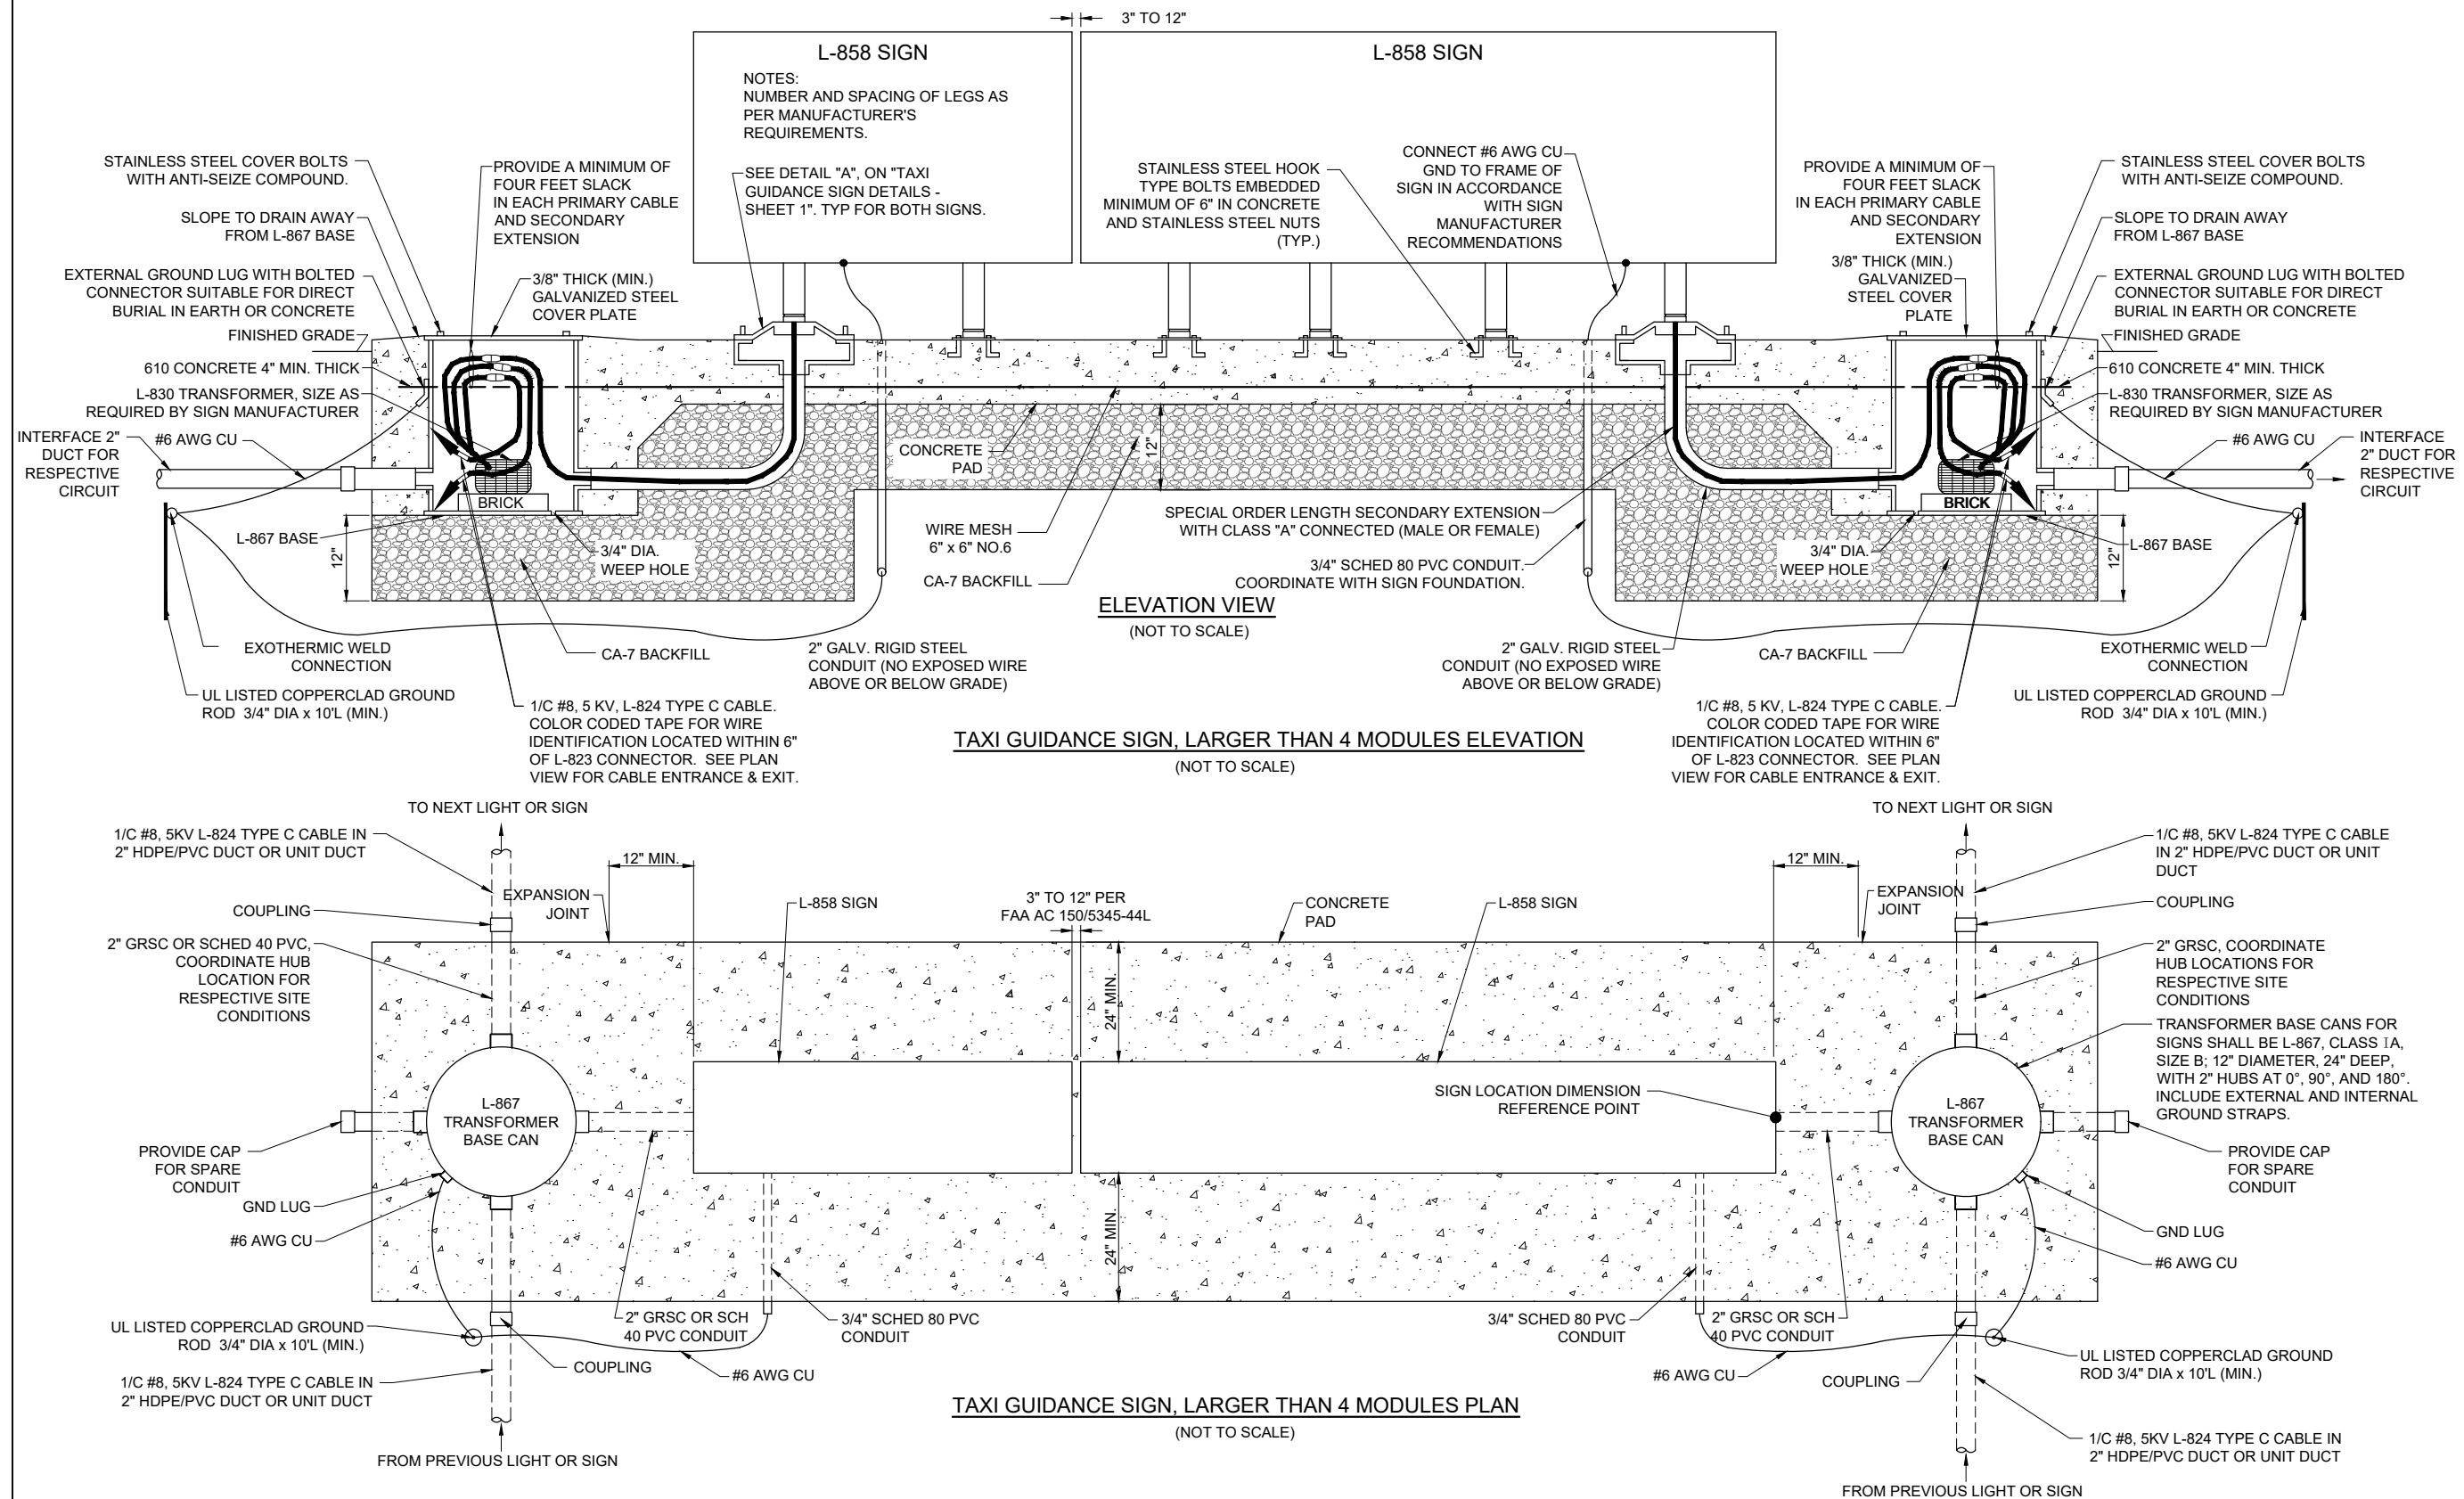 3" TO 12"
L-858 SIGN
NOTES:
NUMBER AND SPACING OF LEGS AS
PER MANUFACTURER'S
REQUIREMENTS.
SEE DETAIL "A", ON "TAXI
GUIDANCE SIGN DETAILS -
SHEET 1". TYP FOR BOTH SIGNS.
L-858 SIGN
STAINLESS STEEL HOOK
TYPE BOLTS EMBEDDED
MINIMUM OF 6" IN CONCRETE
AND STAINLESS STEEL NUTS
(TYP.)
CONNECT #6 AWG CU
GND TO FRAME OF
SIGN IN ACCORDANCE
WITH SIGN
MANUFACTURER
RECOMMENDATIONS
STAINLESS STEEL COVER BOLTS
WITH ANTI-SEIZE COMPOUND.
SLOPE TO DRAIN AWAY
FROM L-867 BASE
EXTERNAL GROUND LUG WITH BOLTED
CONNECTOR SUITABLE FOR DIRECT
BURIAL IN EARTH OR CONCRETE
FINISHED GRADE
610 CONCRETE 4" MIN. THICK
L-830 TRANSFORMER, SIZE AS
REQUIRED BY SIGN MANUFACTURER
INTERFACE 2"
DUCT FOR
RESPECTIVE
CIRCUIT
#6 AWG CU
PROVIDE A MINIMUM OF
FOUR FEET SLACK
IN EACH PRIMARY CABLE
AND SECONDARY
EXTENSION
3/8" THICK (MIN.)
GALVANIZED STEEL
COVER PLATE
PROVIDE A MINIMUM OF
FOUR FEET SLACK
IN EACH PRIMARY CABLE
AND SECONDARY
EXTENSION
3/8" THICK (MIN.)
GALVANIZED
STEEL COVER
PLATE
STAINLESS STEEL COVER BOLTS
WITH ANTI-SEIZE COMPOUND.
SLOPE TO DRAIN AWAY
FROM L-867 BASE
EXTERNAL GROUND LUG WITH BOLTED
CONNECTOR SUITABLE FOR DIRECT
BURIAL IN EARTH OR CONCRETE
FINISHED GRADE
610 CONCRETE 4" MIN. THICK
L-830 TRANSFORMER, SIZE AS
REQUIRED BY SIGN MANUFACTURER
#6 AWG CU
INTERFACE
2" DUCT FOR
RESPECTIVE
CIRCUIT
BRICK
CONCRETE
PAD
12"
BRICK
L-867 BASE
12"
3/4" DIA.
WEEP HOLE
WIRE MESH
6" x 6" NO.6
CA-7 BACKFILL
SPECIAL ORDER LENGTH SECONDARY EXTENSION
WITH CLASS "A" CONNECTED (MALE OR FEMALE)
3/4" SCHED 80 PVC CONDUIT.
COORDINATE WITH SIGN FOUNDATION.
3/4" DIA.
WEEP HOLE
L-867 BASE
12"
ELEVATION VIEW
(NOT TO SCALE)
EXOTHERMIC WELD
CONNECTION
UL LISTED COPPERCLAD GROUND
ROD 3/4" DIA x 10'L (MIN.)
CA-7 BACKFILL
2" GALV. RIGID STEEL
CONDUIT (NO EXPOSED WIRE
ABOVE OR BELOW GRADE)
1/C #8, 5 KV, L-824 TYPE C CABLE.
COLOR CODED TAPE FOR WIRE
IDENTIFICATION LOCATED WITHIN 6"
OF L-823 CONNECTOR. SEE PLAN
VIEW FOR CABLE ENTRANCE & EXIT.
2" GALV. RIGID STEEL
CONDUIT (NO EXPOSED WIRE
ABOVE OR BELOW GRADE)
CA-7 BACKFILL
EXOTHERMIC WELD
CONNECTION
UL LISTED COPPERCLAD GROUND
ROD 3/4" DIA x 10'L (MIN.)
1/C #8, 5 KV, L-824 TYPE C CABLE.
COLOR CODED TAPE FOR WIRE
IDENTIFICATION LOCATED WITHIN 6"
OF L-823 CONNECTOR. SEE PLAN
VIEW FOR CABLE ENTRANCE & EXIT.
TAXI GUIDANCE SIGN, LARGER THAN 4 MODULES ELEVATION
(NOT TO SCALE)
TO NEXT LIGHT OR SIGN
1/C #8, 5KV L-824 TYPE C CABLE IN
2" HDPE/PVC DUCT OR UNIT DUCT
COUPLING
2" GRSC OR SCHED 40 PVC,
COORDINATE HUB
LOCATION FOR
RESPECTIVE SITE
CONDITIONS
EXPANSION
JOINT
12" MIN.
L-858 SIGN
3" TO 12" PER
FAA AC 150/5345-44L
CONCRETE
PAD
L-858 SIGN
12" MIN.
EXPANSION
JOINT
TO NEXT LIGHT OR SIGN
1/C #8, 5KV L-824 TYPE C CABLE
IN 2" HDPE/PVC DUCT OR UNIT
DUCT
COUPLING
2" GRSC, COORDINATE
HUB LOCATIONS FOR
RESPECTIVE SITE
CONDITIONS
TRANSFORMER BASE CANS FOR
SIGNS SHALL BE L-867, CLASS IA,
SIZE B; 12" DIAMETER, 24" DEEP,
WITH 2" HUBS AT 0°, 90°, AND 180°.
INCLUDE EXTERNAL AND INTERNAL
GROUND STRAPS.
24" MIN.
L-867
TRANSFORMER
BASE CAN
SIGN LOCATION DIMENSION
REFERENCE POINT
L-867
TRANSFORMER
BASE CAN
PROVIDE CAP
FOR SPARE
CONDUIT
GND LUG
#6 AWG CU
24" MIN.
PROVIDE CAP
FOR SPARE
CONDUIT
GND LUG
#6 AWG CU
UL LISTED COPPERCLAD GROUND
ROD 3/4" DIA x 10'L (MIN.)
2" GRSC OR SCH
40 PVC CONDUIT
3/4" SCHED 80 PVC
CONDUIT
COUPLING
#6 AWG CU
1/C #8, 5KV L-824 TYPE C CABLE IN
2" HDPE/PVC DUCT OR UNIT DUCT
FROM PREVIOUS LIGHT OR SIGN
3/4" SCHED 80 PVC
CONDUIT
2" GRSC OR SCH
40 PVC CONDUIT
#6 AWG CU
COUPLING
UL LISTED COPPERCLAD GROUND
ROD 3/4" DIA x 10'L (MIN.)
1/C #8, 5KV L-824 TYPE C CABLE IN
2" HDPE/PVC DUCT OR UNIT DUCT
FROM PREVIOUS LIGHT OR SIGN
TAXI GUIDANCE SIGN, LARGER THAN 4 MODULES PLAN
(NOT TO SCALE)